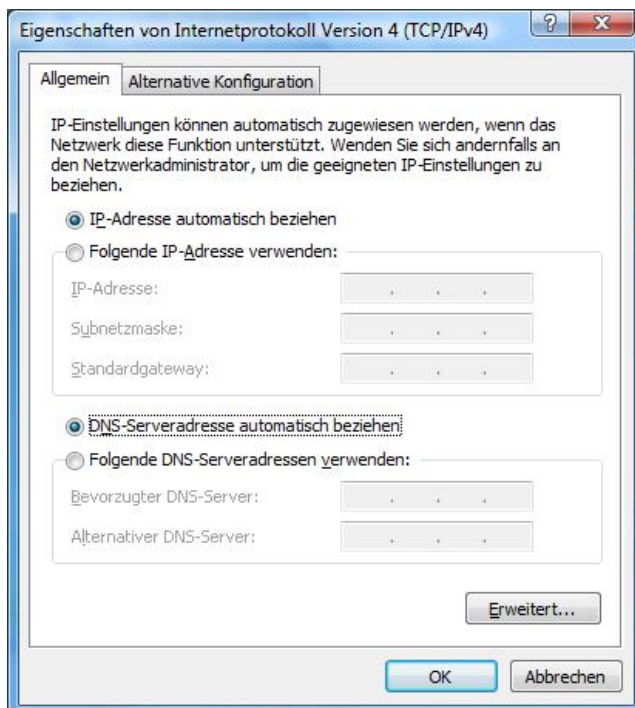 Eigenschaften von Internetprotokoll Version 4 (TCP/IPv4)
?
Allgemein
Alternative Konfiguration
IP-Einstellungen können automatisch zugewiesen werden, wenn das
Netzwerk diese Funktion unterstützt. Wenden Sie sich andernfalls an
den Netzwerkadministrator, um die geeigneten IP-Einstellungen zu
beziehen.
IP-Adresse automatisch beziehen
Folgende IP-Adresse verwenden:
IP-Adresse: . . .
Subnetzmaske: . . .
Standardgateway: . . .
DNS-Serveradresse automatisch beziehen
Folgende DNS-Serveradressen verwenden:
Bevorzugter DNS-Server: . . .
Alternativer DNS-Server: . . .
Erweitert...
OK
Abbrechen